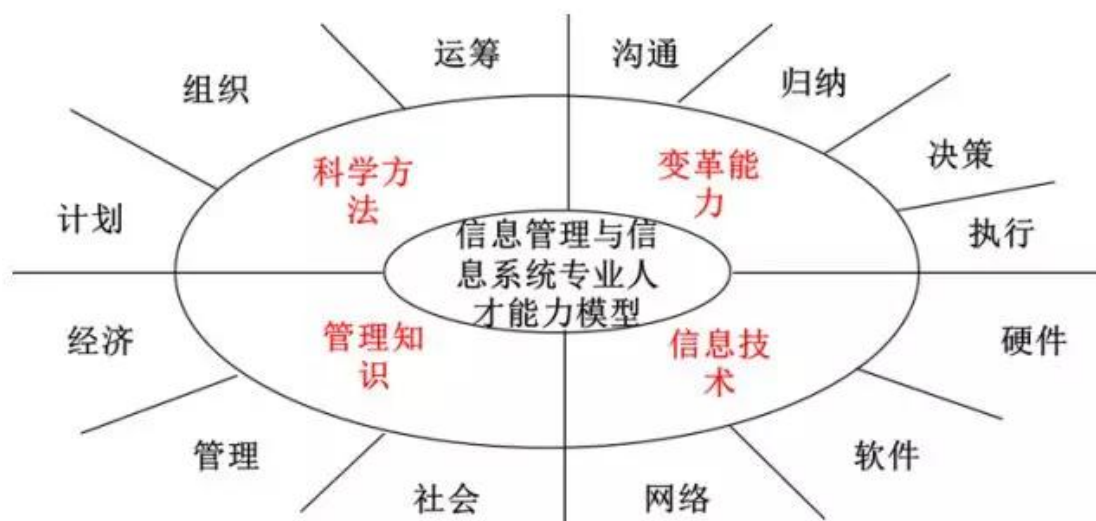 运筹
沟通
组织
归纳
科学方
法
变革能
力
决策
计划
执行
信息管理与信
息系统专业人
才能力模型
经济
管理知
识
信息技
术
硬件
管理
软件
社会
网络